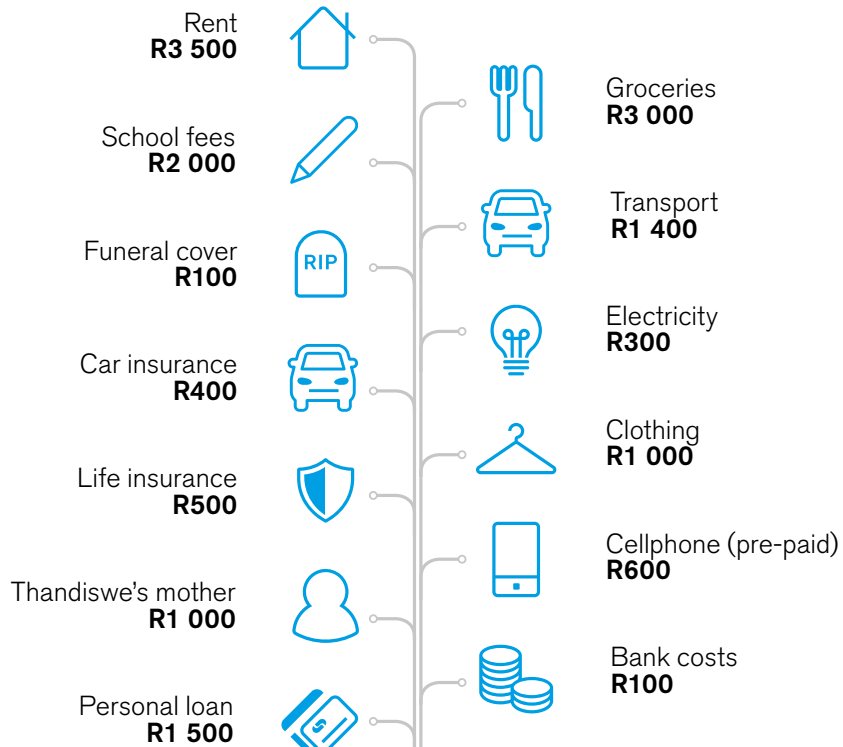 Rent
R3 500
School fees
R2 000
Funeral cover
R100
RIP
Car insurance
R400
Life insurance
R500
Thandiswe's mother
R1 000
Personal loan
R1 500
Groceries
R3 000
Transport
R1 400
Electricity
R300
Clothing
R1 000
Cellphone (pre-paid)
R600
Bank costs
R100